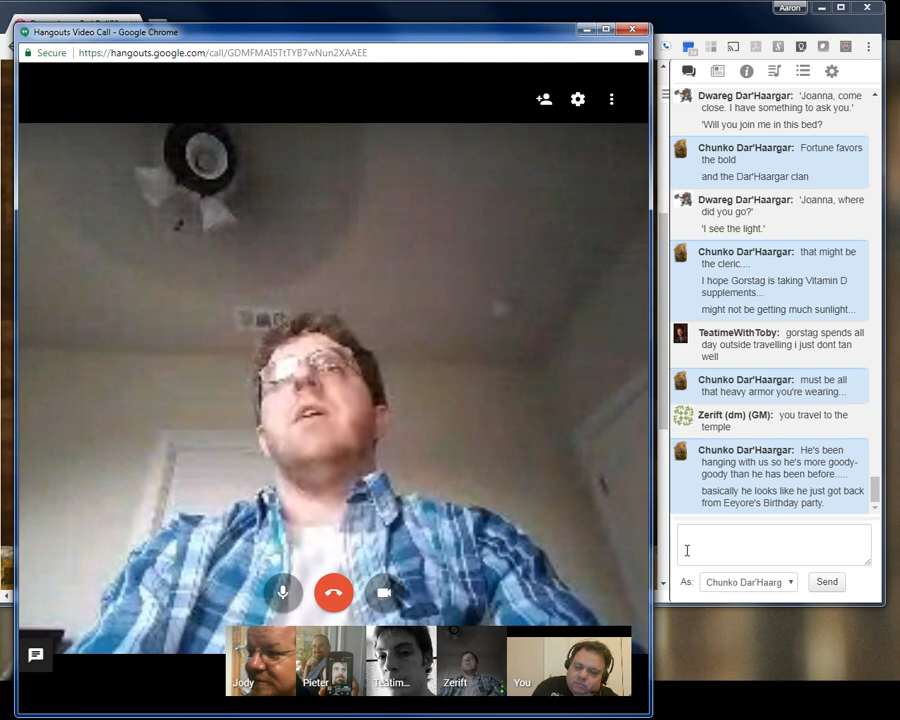 Aaron
Hangouts Video Call - Google Chrome
Secure
https://hangouts.google.com/call/GDMFMAI5TtTYB7wNun2XAAEE
Dwareg Dar'Haargar: 'Joanna, come
close. I have something to ask you.'
'Will you join me in this bed?
Chunko Dar'Haargar: Fortune favors
the bold
and the Dar'Haargar clan
Dwareg Dar'Haargar: 'Joanna, where
did you go?'
'I see the light.'
Chunko Dar'Haargar: that might be
the cleric....
I hope Gorstag is taking Vitamin D
supplements...
might not be getting much sunlight...
TeatimeWithToby: gorstag spends all
day outside travelling i just dont tan
well
Chunko Dar'Haargar: must be all
that heavy armor you're wearing...
Zerift (dm) (GM): you travel to the
temple
Chunko Dar'Haargar: He's been
hanging with us so he's more goody-
goody than he has been before.....
basically he looks like he just got back
from Eeyore's Birthday party.
As:
Chunko Dar'Haarg
Send
Jody
Pieter
Teatim...
Zerift
You